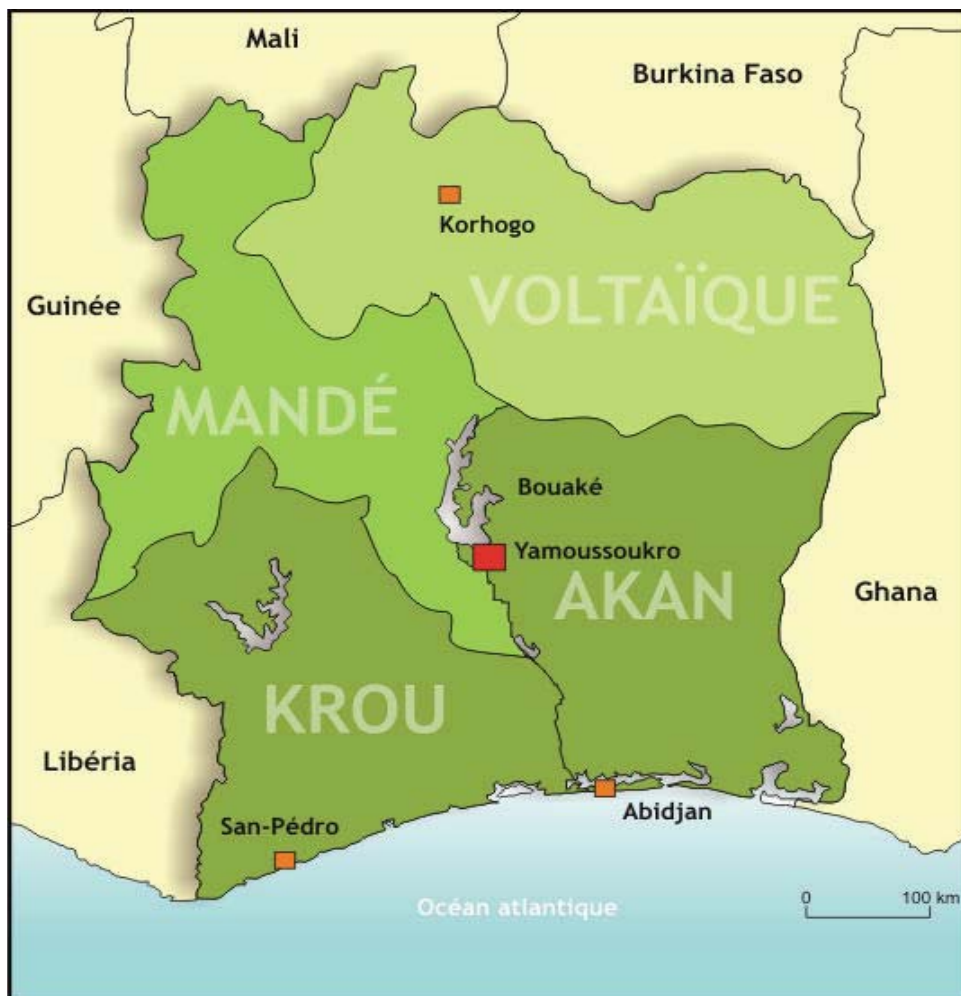 Mali
Burkina Faso
Korhogo
VOLTAÏQUE
Guinée
MANDÉ
Bouaké
Yamoussoukro
AKAN
Ghana
KROU
Libéria
San-Pédro
Abidjan
Océan atlantique
0 100 km